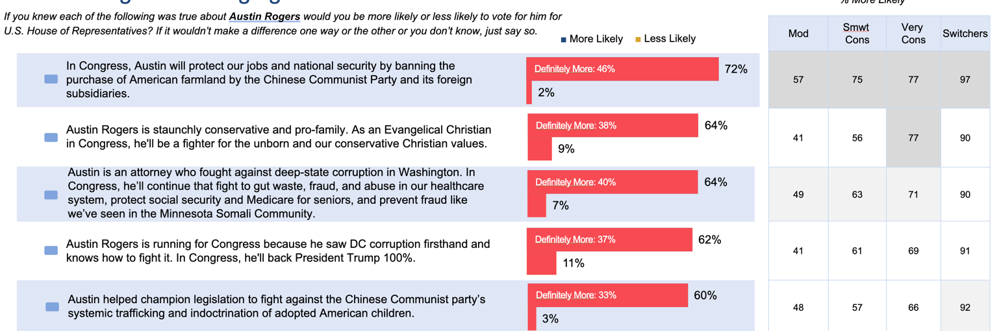 % More Likely
If you knew each of the following was true about Austin Rogers would you be more likely or less likely to vote for him for
U.S. House of Representatives? If it wouldn't make a difference one way or the other or you don't know, just say so.
More Likely Less Likely
Mod Smwt Cons Very Cons Switchers
In Congress, Austin will protect our jobs and national security by banning the
purchase of American farmland by the Chinese Communist Party and its foreign
subsidiaries.
Definitely More: 46% 72%
2%
57 75 77 97
Austin Rogers is staunchly conservative and pro-family. As an Evangelical Christian
in Congress, he'll be a fighter for the unborn and our conservative Christian values.
Definitely More: 38% 64%
9%
41 56 77 90
Austin is an attorney who fought against deep-state corruption in Washington. In
Congress, he'll continue that fight to gut waste, fraud, and abuse in our healthcare
system, protect social security and Medicare for seniors, and prevent fraud like
we've seen in the Minnesota Somali Community.
Definitely More: 40% 64%
7%
49 63 71 90
Austin Rogers is running for Congress because he saw DC corruption firsthand and
knows how to fight it. In Congress, he'll back President Trump 100%.
Definitely More: 37% 62%
11%
41 61 69 91
Austin helped champion legislation to fight against the Chinese Communist party's
systemic trafficking and indoctrination of adopted American children.
Definitely More: 33% 60%
3%
48 57 66 92